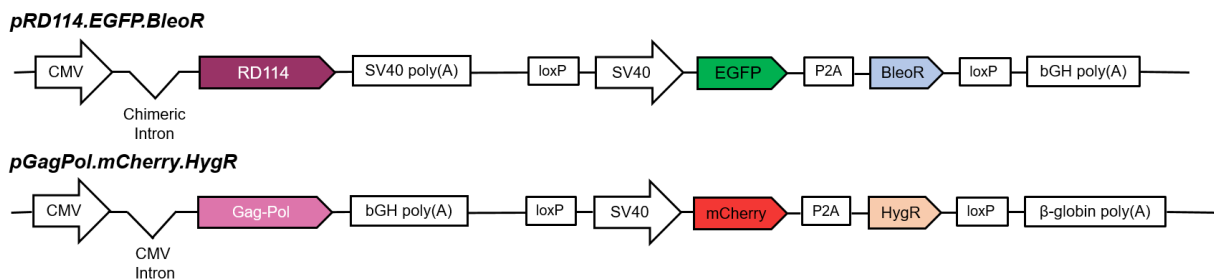 pRD114.EGFP.BleoR
CMV RD114 SV40 poly(A) loxP SV40 EGFP P2A BleoR loxP bGH poly(A)
Chimeric
Intron
pGagPol.mCherry.HygR
CMV Gag-Pol bGH poly(A) loxP SV40 mCherry P2A HygR loxP β-globin poly(A)
CMV
Intron